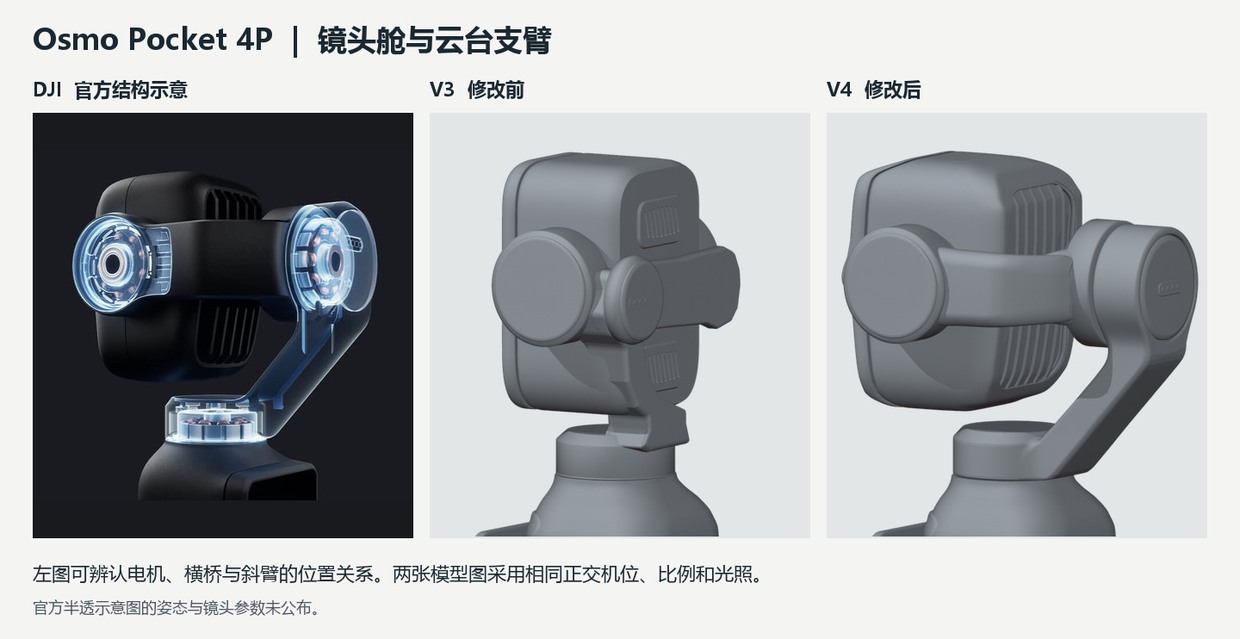 Osmo Pocket 4P | 镜头舱与云台支臂
DJI 官方结构示意
V3 修改前
V4 修改后
左图可辨认电机、横桥与斜臂的位置关系。两张模型图采用相同正交机位、比例和光照。
官方半透示意图的姿态与镜头参数未公布。